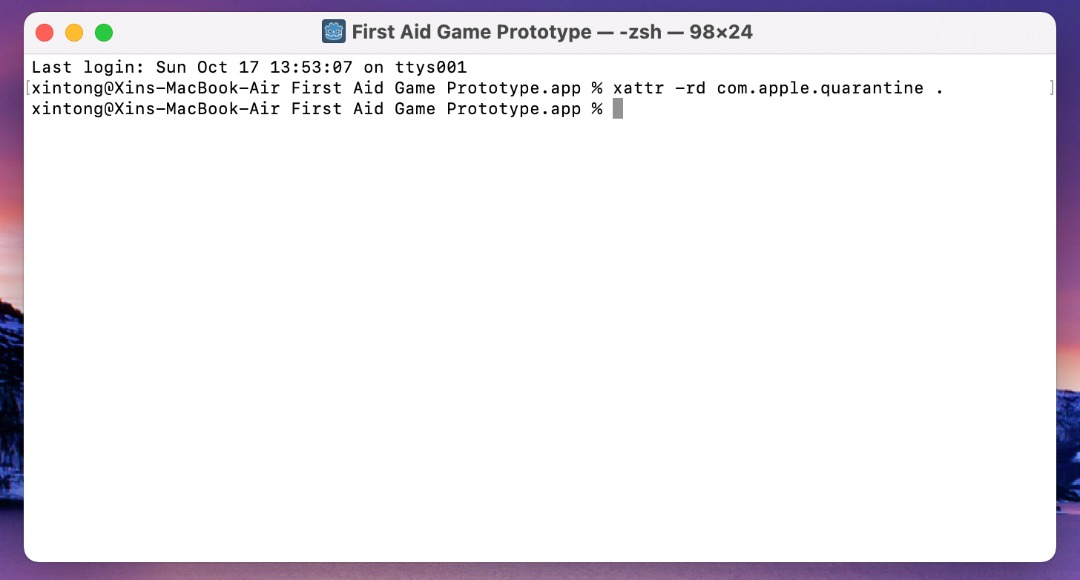 First Aid Game Prototype — -zsh — 98×24
Last login: Sun Oct 17 13:53:07 on ttys001
[xintong@Xins-MacBook-Air First Aid Game Prototype.app % xattr -rd com.apple.quarantine . ]
xintong@Xins-MacBook-Air First Aid Game Prototype.app %